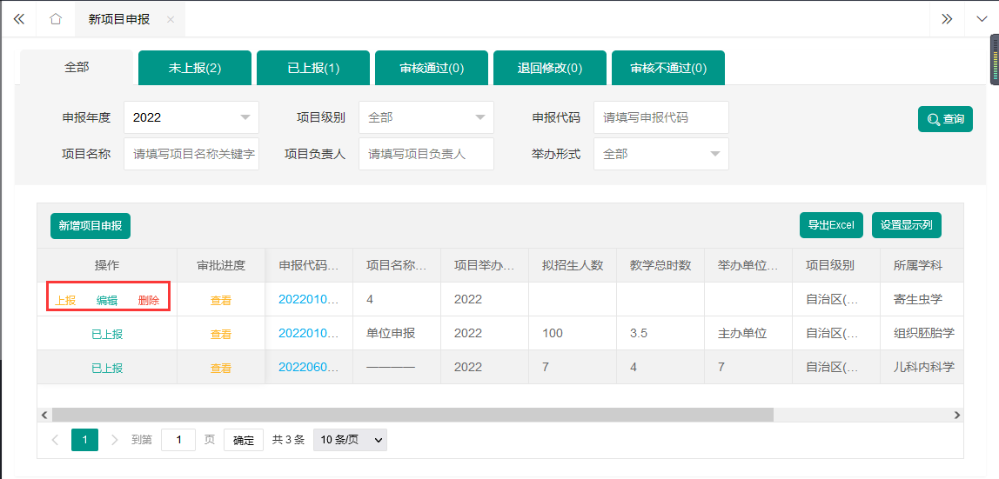 新项目申报
全部 未上报(2) 已上报(1) 审核通过(0) 退回修改(0) 审核不通过(0)
申报年度 2022 项目级别 全部 申报代码 请填写申报代码 查询
项目名称 请填写项目名称关键字 项目负责人 请填写项目负责人 举办形式 全部
新增项目申报 导出Excel 设置显示列
操作 审批进度 申报代码... 项目名称... 项目举办... 拟招生人数 教学总时数 举办单位... 项目级别 所属学科
上报 编辑 删除 查看 2022010... 4 2022 自治区(... 寄生虫学
已上报 查看 2022010... 单位申报 2022 100 3.5 主办单位 自治区(... 组织胚胎学
已上报 查看 2022060... ———— 2022 7 4 7 自治区(... 儿科内科学
1 到第 1 页 确定 共 3 条 10 条/页